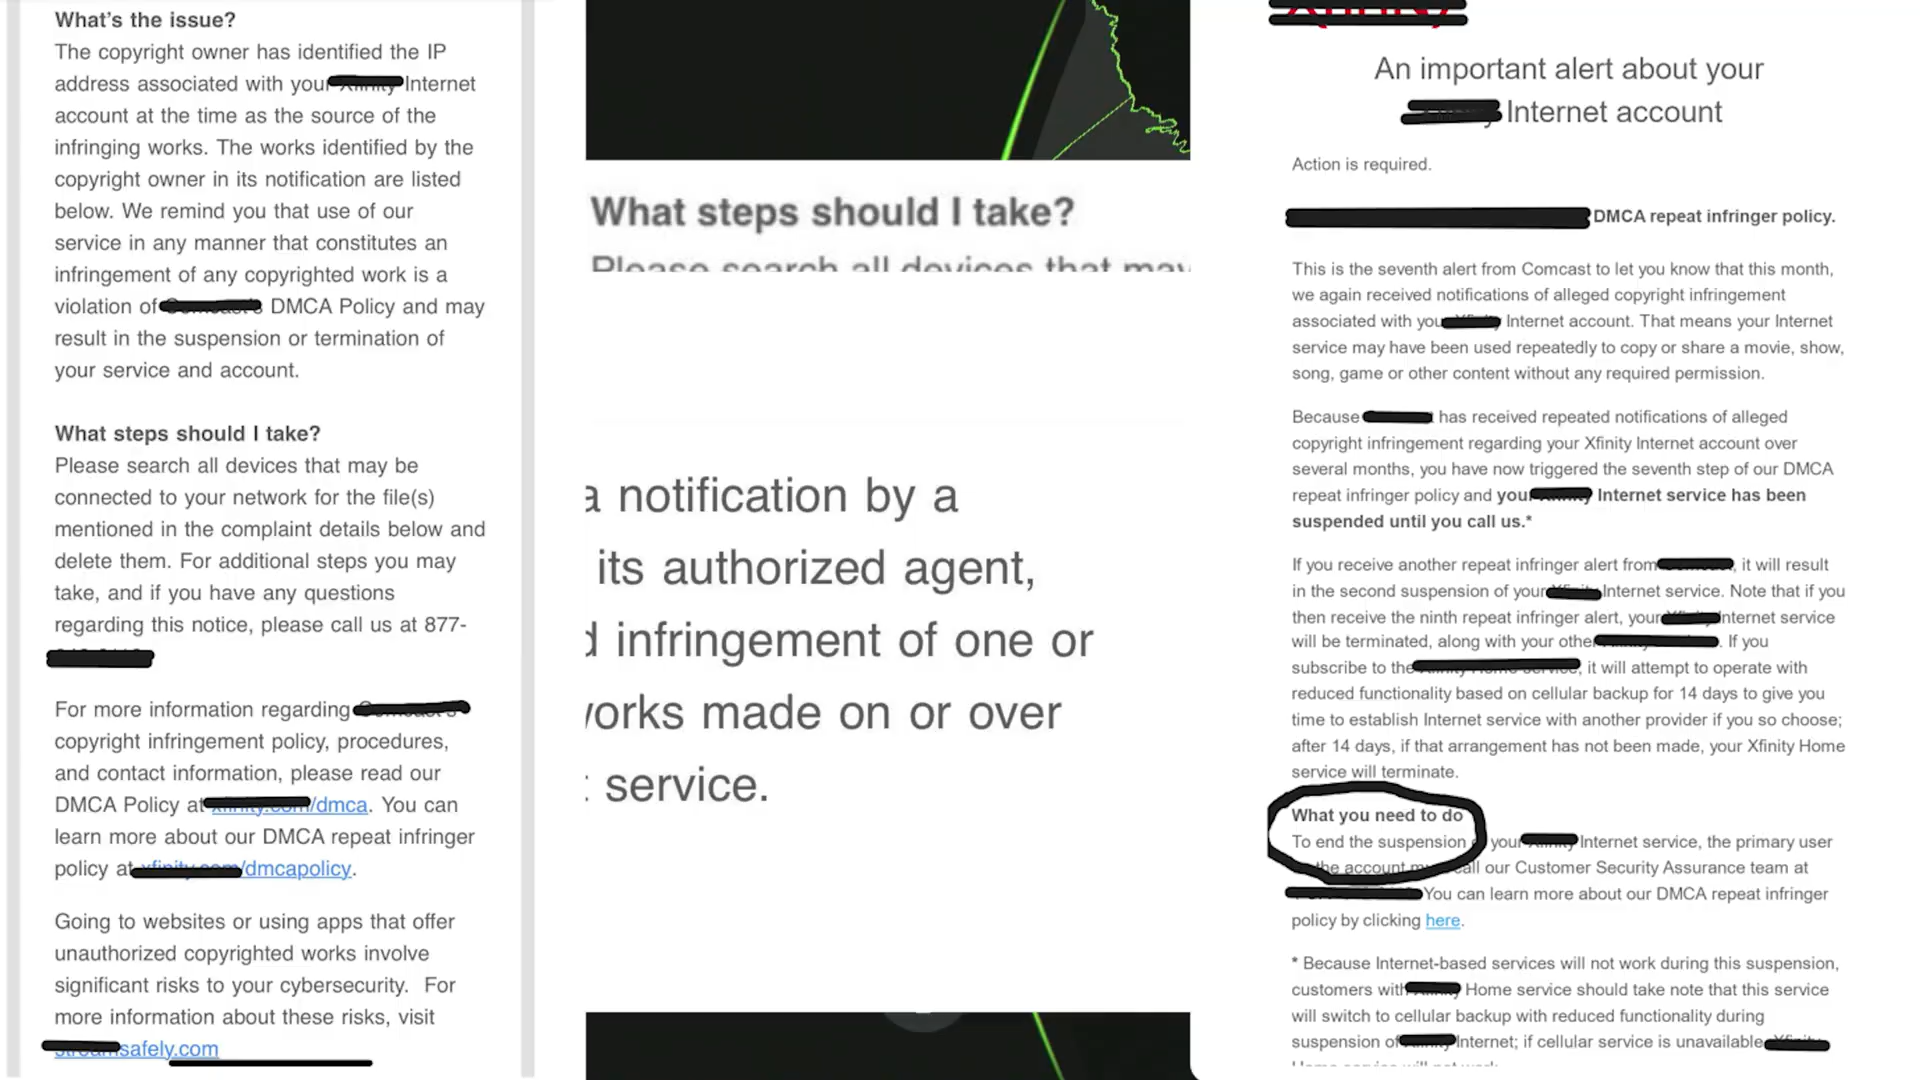 What's the issue?
The copyright owner has identified the IP
address associated with your Internet
account at the time as the source of the
infringing works. The works identified by the
copyright owner in its notification are listed
below. We remind you that use of our
service in any manner that constitutes an
infringement of any copyrighted work is a
violation of DMCA Policy and may
result in the suspension or termination of
your service and account.
What steps should I take?
Please search all devices that may be
connected to your network for the file(s)
mentioned in the complaint details below and
delete them. For additional steps you may
take, and if you have any questions
regarding this notice, please call us at 877-
For more information regarding
copyright infringement policy, procedures,
and contact information, please read our
DMCA Policy at /dmca. You can
learn more about our DMCA repeat infringer
policy at /dmcapolicy.
Going to websites or using apps that offer
unauthorized copyrighted works involve
significant risks to your cybersecurity. For
more information about these risks, visit
safely.com
What steps should I take?
Please search all devices that may
a notification by a
its authorized agent,
d infringement of one or
works made on or over
service.
An important alert about your
Internet account
Action is required.
DMCA repeat infringer policy.
This is the seventh alert from Comcast to let you know that this month,
we again received notifications of alleged copyright infringement
associated with your Internet account. That means your Internet
service may have been used repeatedly to copy or share a movie, show,
song, game or other content without any required permission.
Because has received repeated notifications of alleged
copyright infringement regarding your Xfinity Internet account over
several months, you have now triggered the seventh step of our DMCA
repeat infringer policy and your Internet service has been
suspended until you call us.*
If you receive another repeat infringer alert from , it will result
in the second suspension of your Internet service. Note that if you
then receive the ninth repeat infringer alert, your Internet service
will be terminated, along with your other . If you
subscribe to the , it will attempt to operate with
reduced functionality based on cellular backup for 14 days to give you
time to establish Internet service with another provider if you so choose;
after 14 days, if that arrangement has not been made, your Xfinity Home
service will terminate.
What you need to do
To end the suspension your Internet service, the primary user
the account call our Customer Security Assurance team at
You can learn more about our DMCA repeat infringer
policy by clicking here.
* Because Internet-based services will not work during this suspension,
customers with Home service should take note that this service
will switch to cellular backup with reduced functionality during
suspension of Internet; if cellular service is unavailable